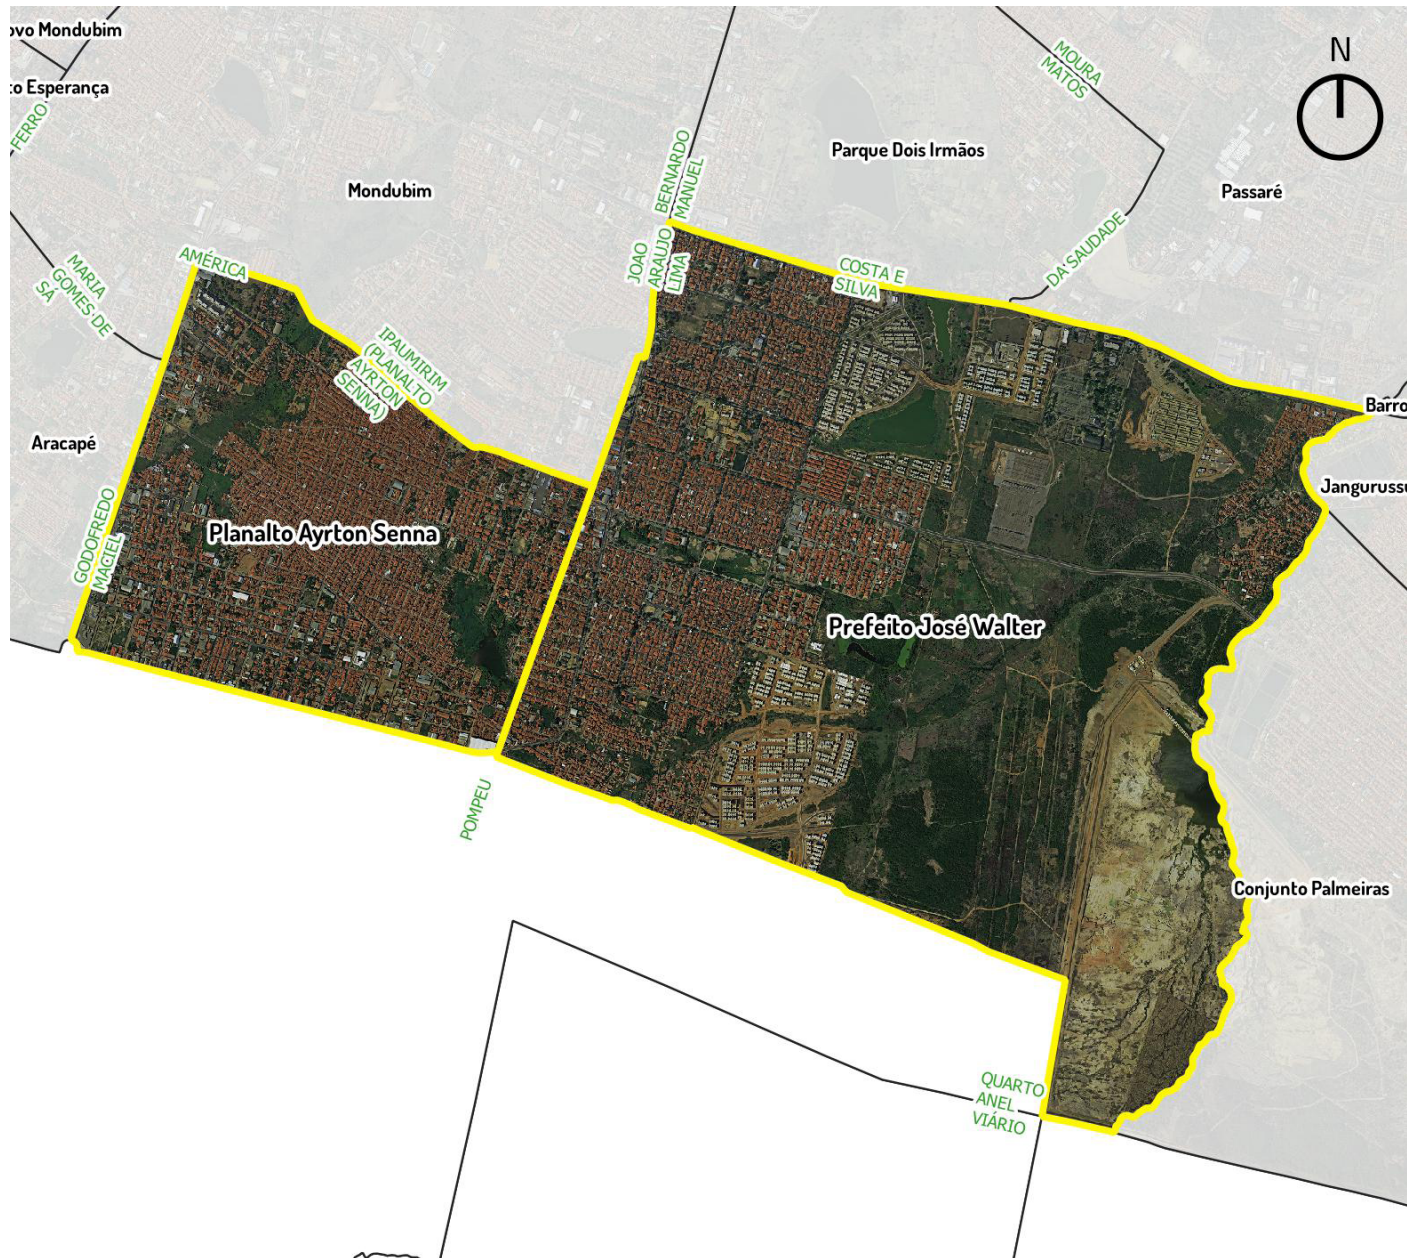 ovo Mondubim
to Esperança
FERRO
MOURA
MATOS
N
Parque Dois Irmãos
Mondubim
Passaré
BERNARDO
MANUEL
MARIA
GOMES DE
SÁ
AMÉRICA
JOAO
ARAUJO
LIMA
COSTA E
SILVA
DA SAUDADE
IPAUMIRIM
(PLANALTO
AYRTON
SENNA)
Barro
Aracapé
Jangurussu
GODOFREDO
MACIEL
Planalto Ayrton Senna
Prefeito José Walter
POMPEU
Conjunto Palmeiras
QUARTO
ANEL
VIÁRIO